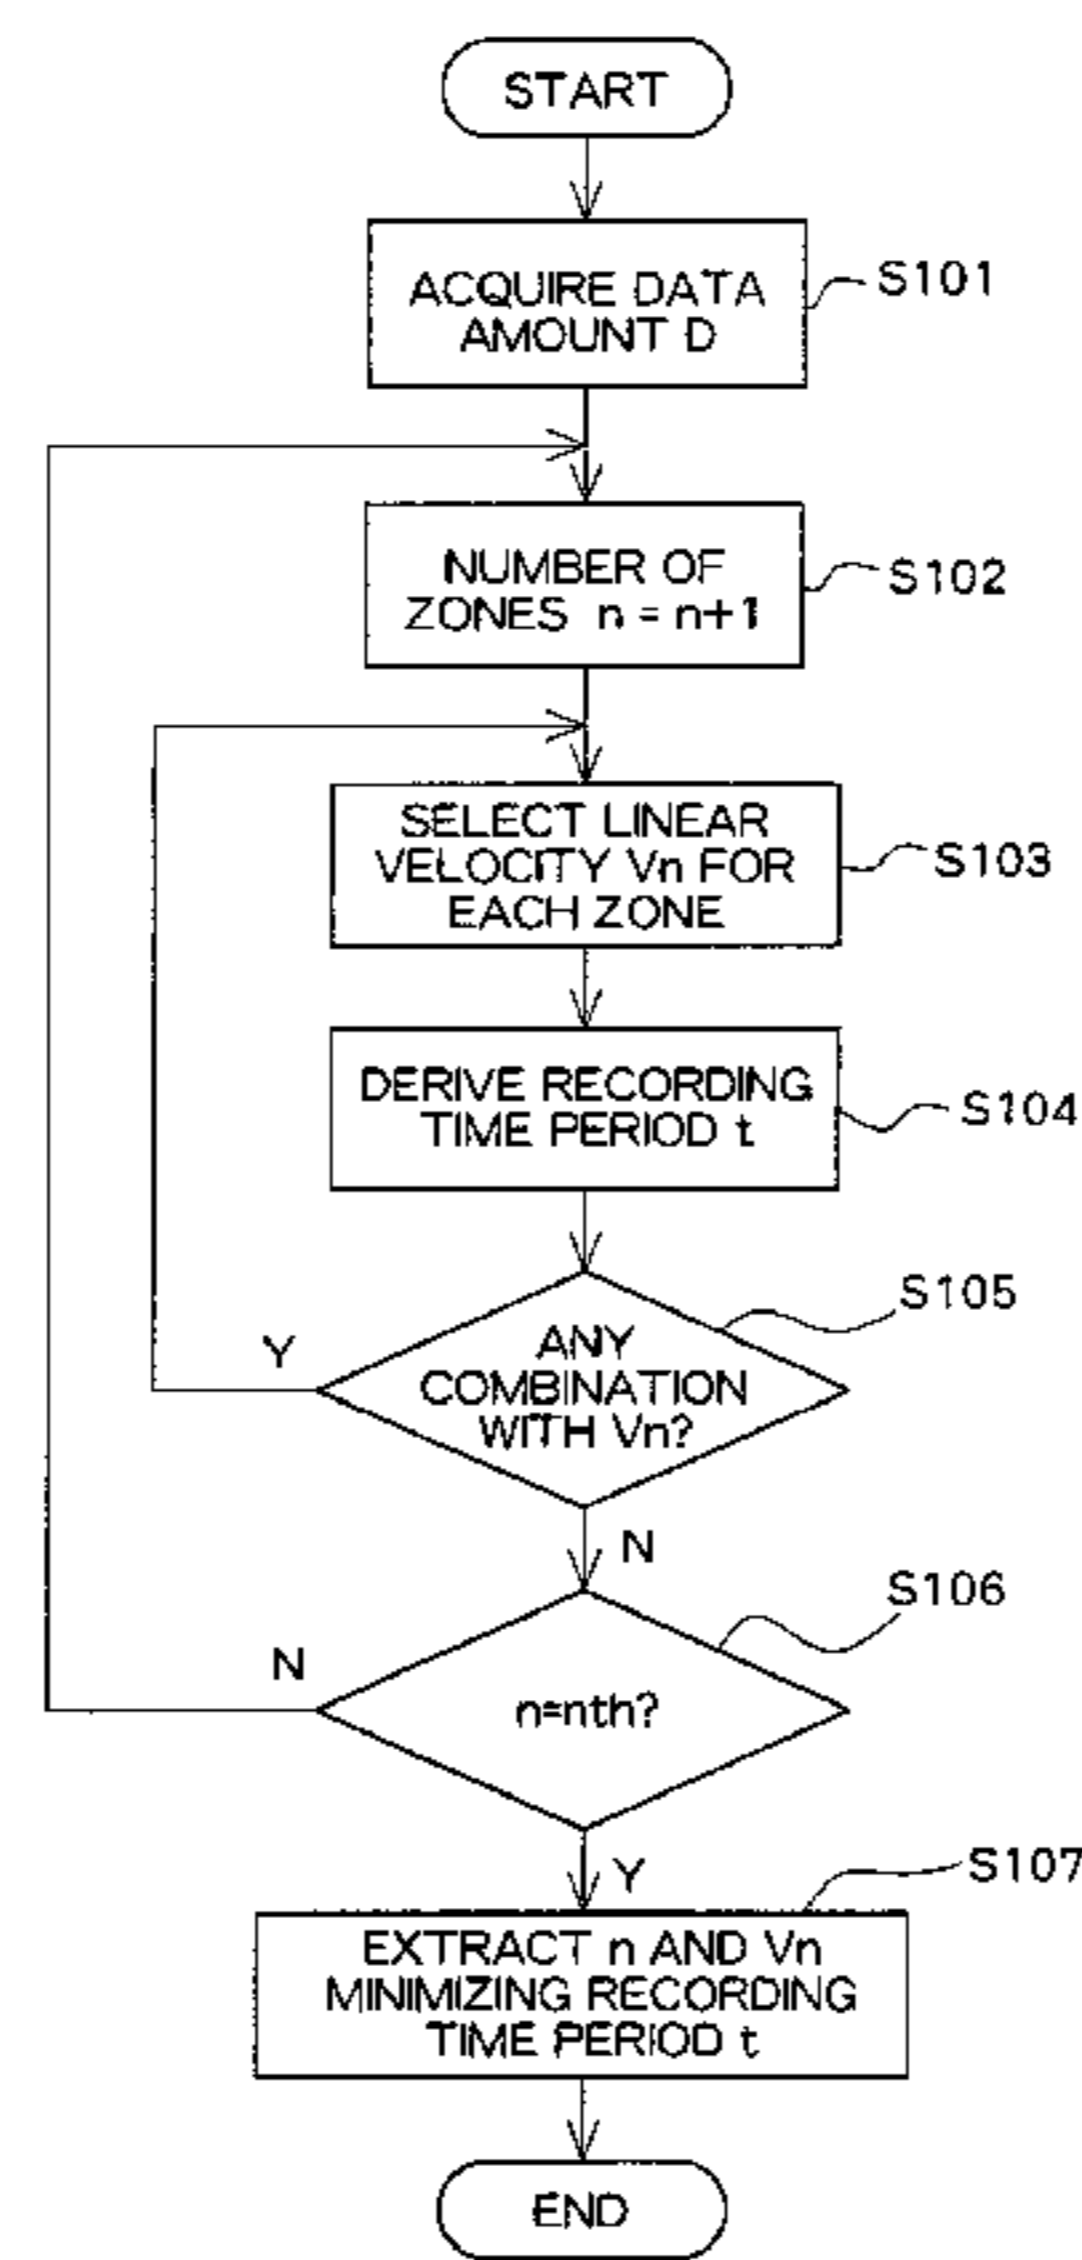 START
ACQUIRE DATA
AMOUNT D
S101
NUMBER OF
ZONES n = n+1
S102
SELECT LINEAR
VELOCITY Vn FOR
EACH ZONE
S103
DERIVE RECORDING
TIME PERIOD t
S104
ANY
COMBINATION
WITH Vn?
S105
Y
N
n=nth?
S106
N
Y
EXTRACT n AND Vn
MINIMIZING RECORDING
TIME PERIOD t
S107
END